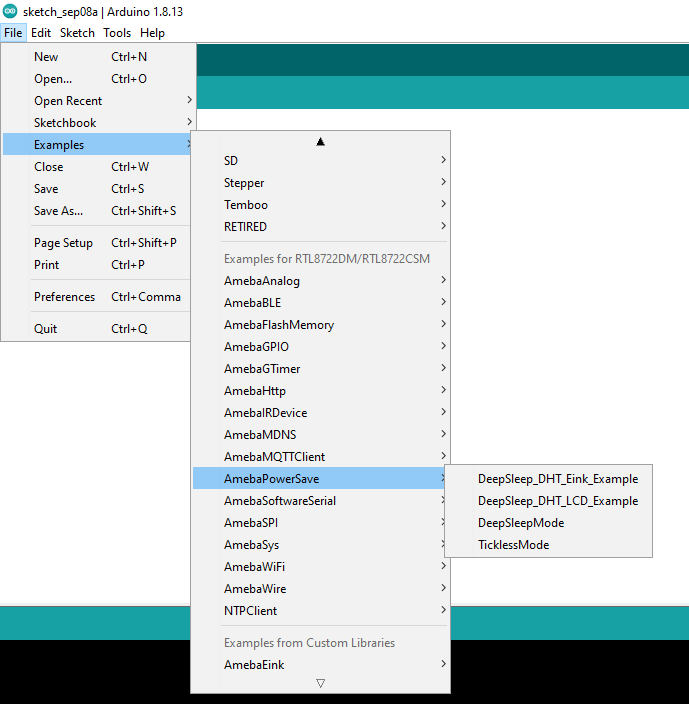 sketch_sep08a | Arduino 1.8.13
File Edit Sketch Tools Help
New Ctrl+N
Open... Ctrl+O
Open Recent
Sketchbook
Examples
Close Ctrl+W
Save Ctrl+S
Save As... Ctrl+Shift+S
Page Setup Ctrl+Shift+P
Print Ctrl+P
Preferences Ctrl+Comma
Quit Ctrl+Q
SD
Stepper
Temboo
RETIRED
Examples for RTL8722DM/RTL8722CSM
AmebaAnalog
AmebaBLE
AmebaFlashMemory
AmebaGPIO
AmebaGTimer
AmebaHttp
AmebaIRDevice
AmebaMDNS
AmebaMQTTClient
AmebaPowerSave
AmebaSoftwareSerial
AmebaSPI
AmebaSys
AmebaWiFi
AmebaWire
NTPClient
Examples from Custom Libraries
AmebaEink
DeepSleep_DHT_Eink_Example
DeepSleep_DHT_LCD_Example
DeepSleepMode
TicklessMode